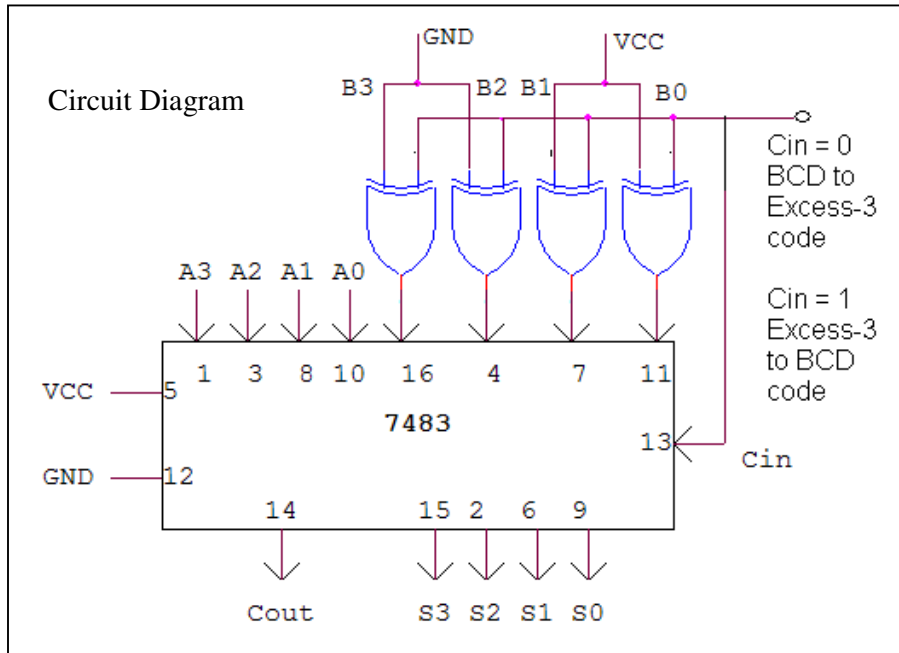 GND
VCC
B3
B2
B1
B0
Circuit Diagram
Cin = 0
BCD to
Excess-3
code
A3 A2 A1 A0
Cin = 1
Excess-3
to BCD
code
VCC
5
1 3 8 10 16 4 7 11
7483
13
Cin
GND
12
14 15 2 6 9
Cout S3 S2 S1 S0